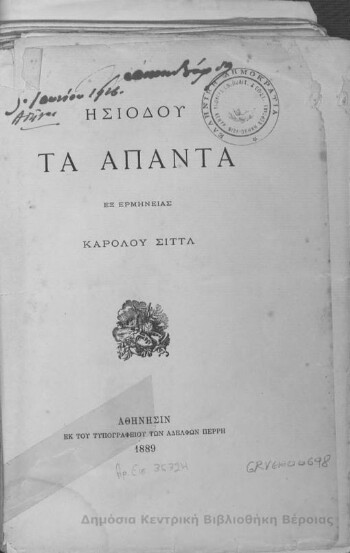 ΗΣΙΟΔΟΥ
ΤΑ ΑΠΑΝΤΑ
ΕΞ ΕΡΜΗΝΕΙΑΣ
ΚΑΡΟΛΟΥ ΣΙΤΤΛ
ΑΘΗΝΗΣΙΝ
ΕΚ ΤΟΥ ΤΥΠΟΓΡΑΦΕΙΟΥ ΤΩΝ ΑΔΕΛΦΩΝ ΠΕΡΡΗ
1889
Δημόσια Κεντρική Βιβλιοθήκη Βέροιας